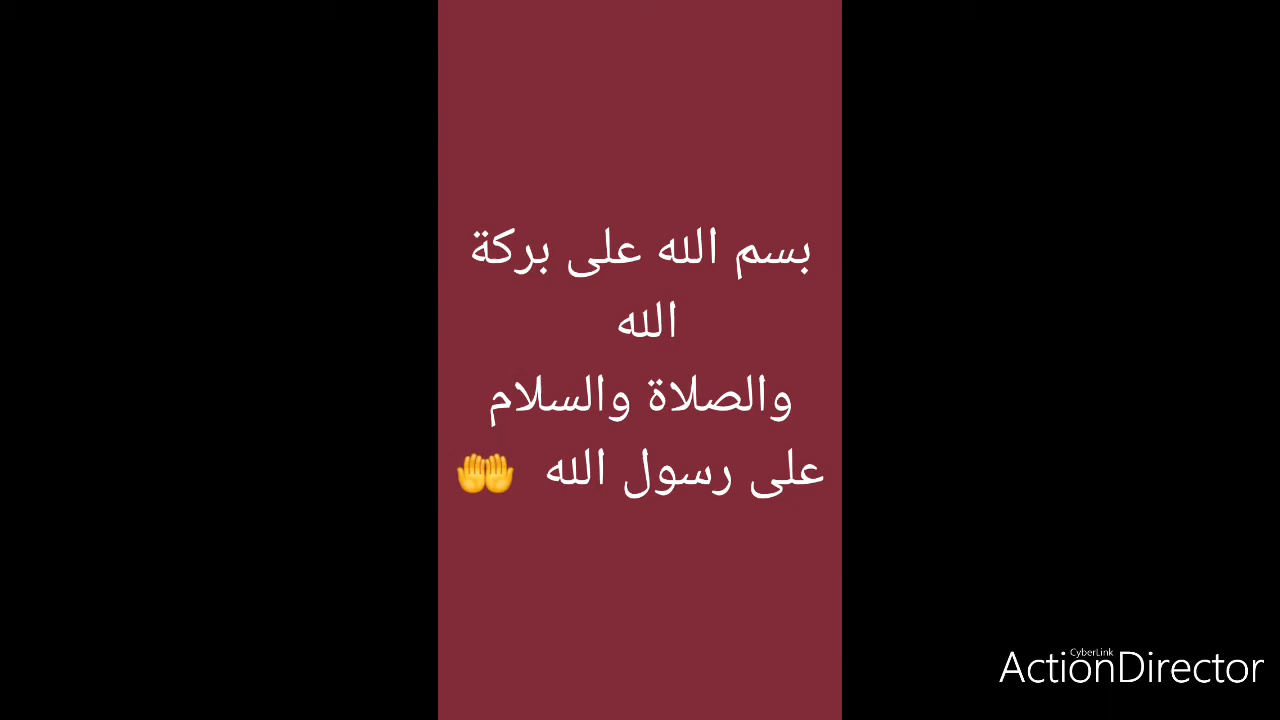 بسم الله على بركة
الله
والصلاة والسلام
على رسول الله 🤲
CyberLink
ActionDirector